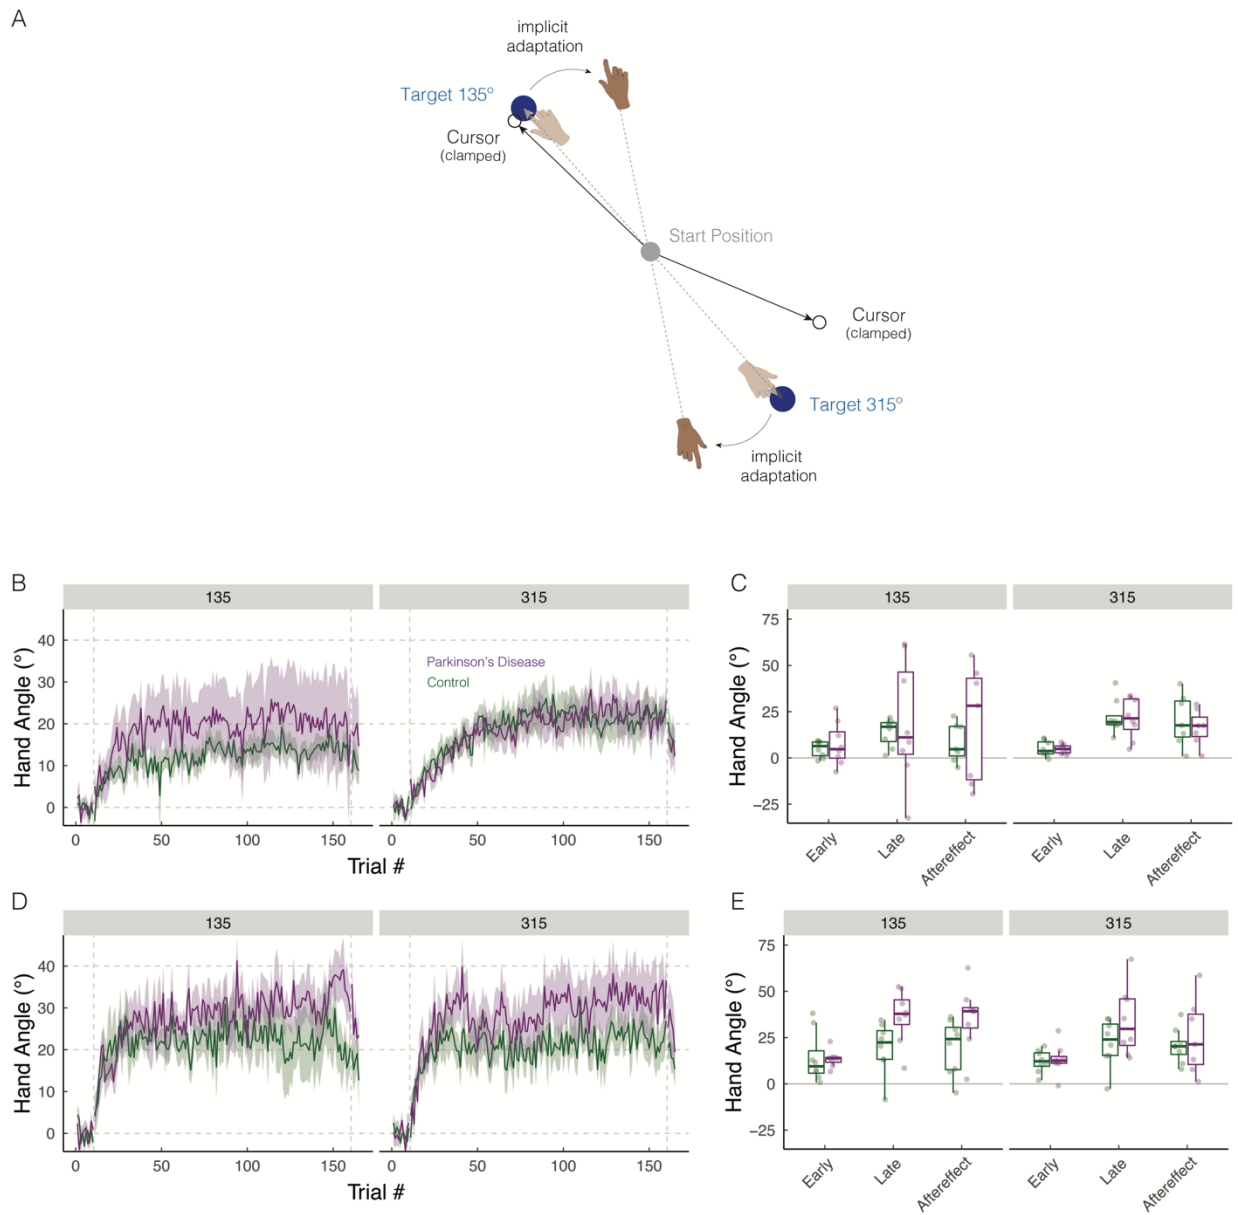 A
implicit
adaptation
Target 135º
Cursor
(clamped)
Start Position
Cursor
(clamped)
Target 315º
implicit
adaptation
B
135
315
Hand Angle (°)
40
30
20
10
0
Parkinson's Disease
Control
0
50
100
150
0
50
100
150
Trial #
C
135
315
Hand Angle (°)
75
50
25
0
−25
Early
Late
Aftereffect
Early
Late
Aftereffect
D
135
315
Hand Angle (°)
40
30
20
10
0
0
50
100
150
0
50
100
150
Trial #
E
135
315
Hand Angle (°)
75
50
25
0
−25
Early
Late
Aftereffect
Early
Late
Aftereffect